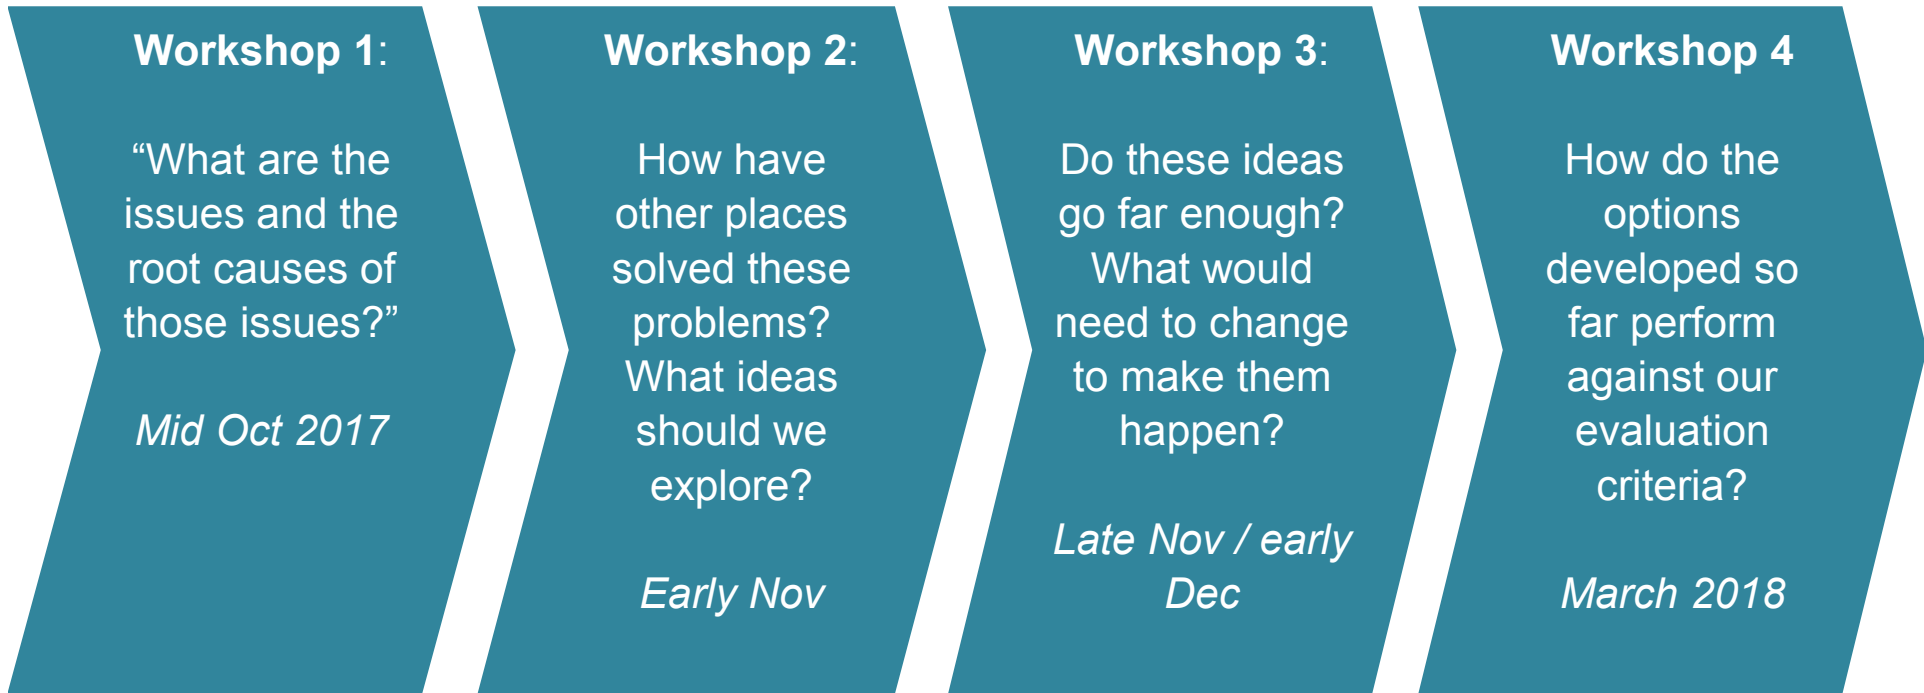 Workshop 1:
“What are the
issues and the
root causes of
those issues?”
Mid Oct 2017
Workshop 2:
How have
other places
solved these
problems?
What ideas
should we
explore?
Early Nov
Workshop 3:
Do these ideas
go far enough?
What would
need to change
to make them
happen?
Late Nov / early
Dec
Workshop 4
How do the
options
developed so
far perform
against our
evaluation
criteria?
March 2018